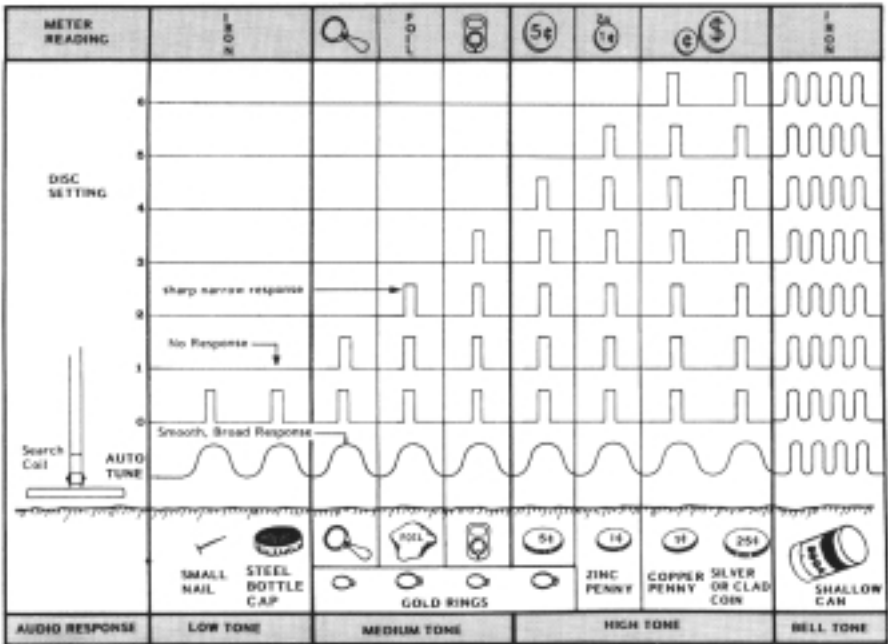 METER READING
IRON
FOIL
5¢
1¢
¢
$
IRON
6
5
DISC SETTING
4
3
sharp narrow response
2
No Response
1
0
Smooth, Broad Response
Search Coil
AUTO TUNE
FOIL
5¢
1¢
1¢
25¢
SMALL NAIL
STEEL BOTTLE CAP
GOLD RINGS
ZINC PENNY
COPPER PENNY
SILVER OR CLAD COIN
SHALLOW CAN
AUDIO RESPONSE
LOW TONE
MEDIUM TONE
HIGH TONE
BELL TONE